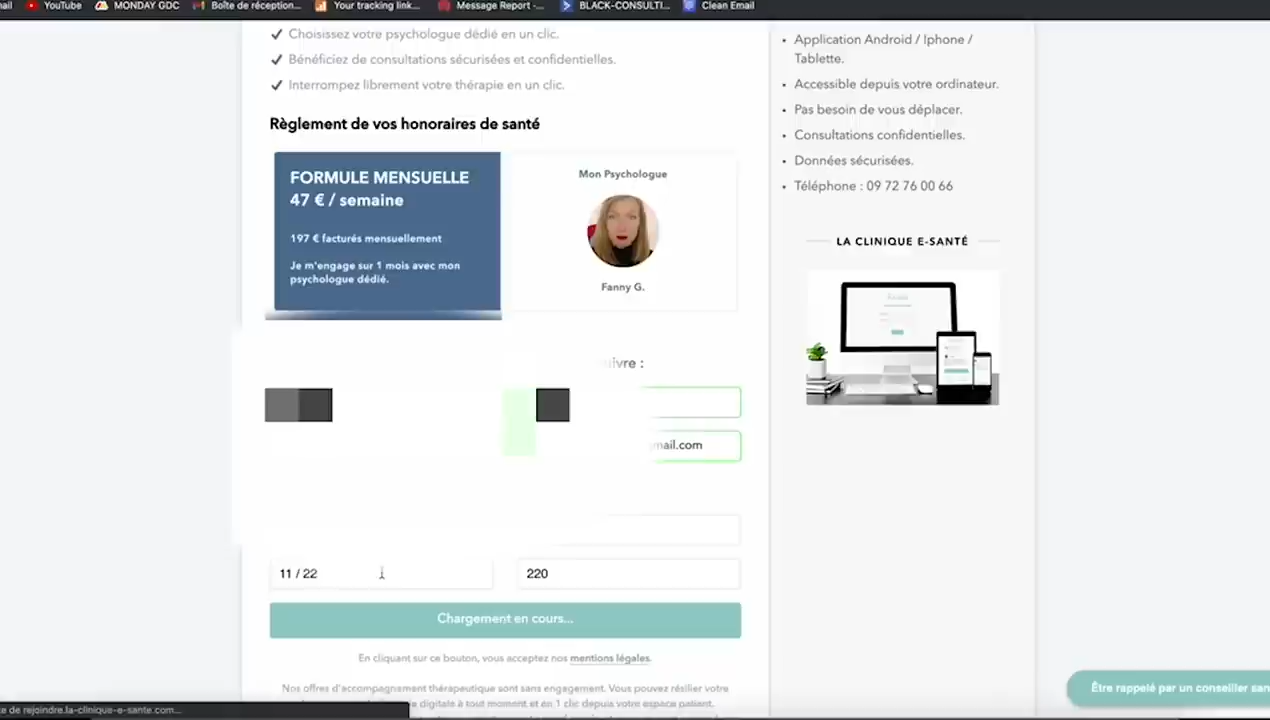 YouTube
MONDAY GDC
Boîte de réception...
Your tracking link...
Message Report -...
BLACK-CONSULTI...
Clean Email
Choisissez votre psychologue dédié en un clic.
Bénéficiez de consultations sécurisées et confidentielles.
Interrompez librement votre thérapie en un clic.
Règlement de vos honoraires de santé
FORMULE MENSUELLE
47 € / semaine
197 € facturés mensuellement
Je m'engage sur 1 mois avec mon
psychologue dédié.
Mon Psychologue
Fanny G.
uivre :
mail.com
11 / 22
220
Chargement en cours...
En cliquant sur ce bouton, vous acceptez nos mentions légales.
Nos offres d'accompagnement thérapeutique sont sans engagement. Vous pouvez résilier votre
digitale à tout moment et en 1 clic depuis votre espace patient.
• Application Android / Iphone /
Tablette.
• Accessible depuis votre ordinateur.
• Pas besoin de vous déplacer.
• Consultations confidentielles.
• Données sécurisées.
• Téléphone : 09 72 76 00 66
LA CLINIQUE E-SANTÉ
Être rappelé par un conseiller san
te de rejoindre.la-clinique-e-sante.com...